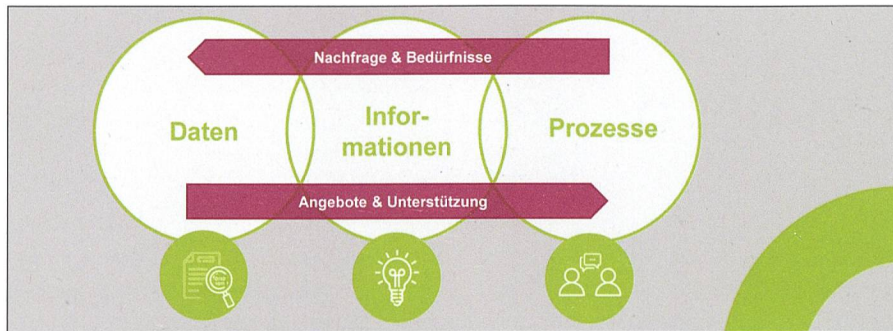 Nachfrage & Bedürfnisse
Daten
Infor-
mationen
Prozesse
Angebote & Unterstützung